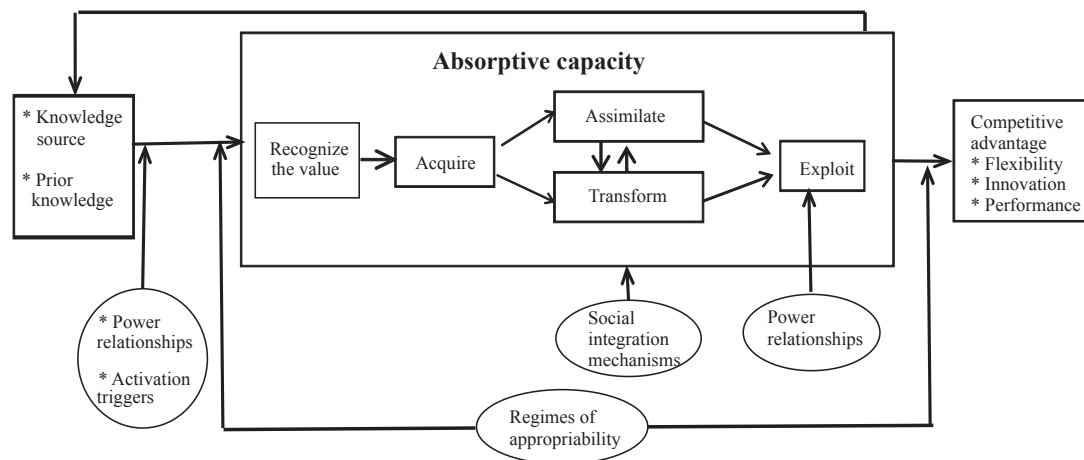 Absorptive capacity
* Knowledge
source
* Prior
knowledge
Recognize
the value
Acquire
Assimilate
Transform
Exploit
Competitive
advantage
* Flexibility
* Innovation
* Performance
* Power
relationships
* Activation
triggers
Social
integration
mechanisms
Power
relationships
Regimes of
appropriability